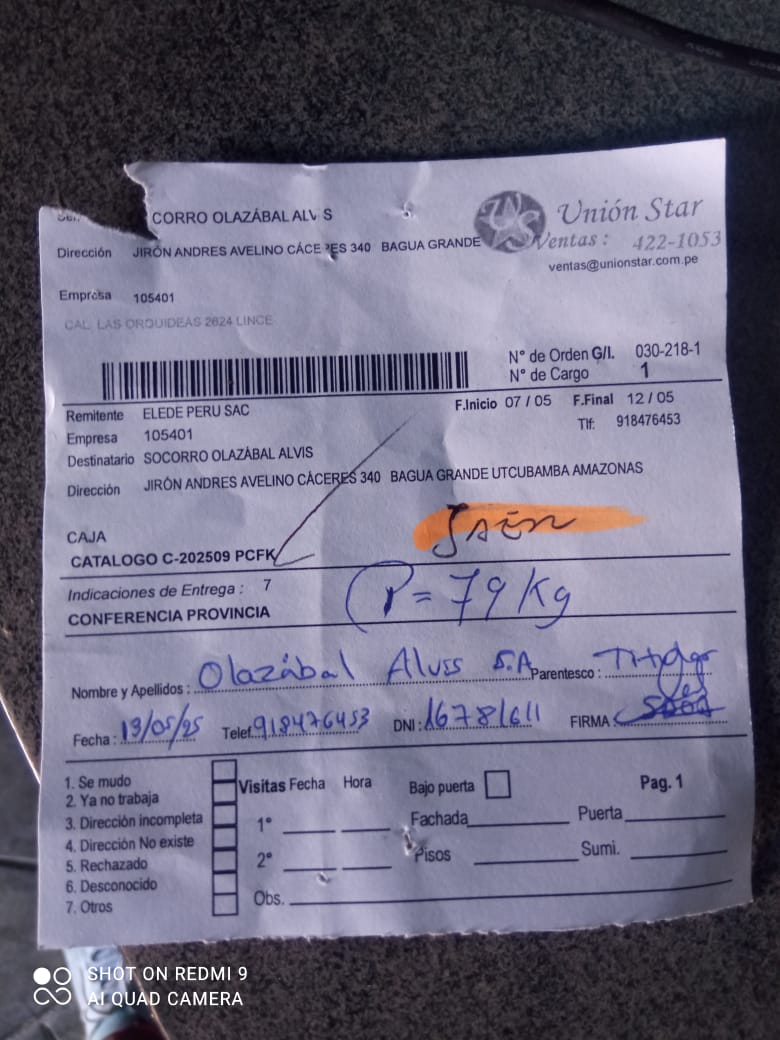 CORRO OLAZÁBAL ALVIS
Unión Star
Ventas : 422-1053
ventas@unionstar.com.pe
Dirección JIRÓN ANDRES AVELINO CÁCERES 340 BAGUA GRANDE
Empresa 105401
CAL. LAS ORQUIDEAS 2624 LINCE
N° de Orden G/I. 030-218-1
N° de Cargo 1
Remitente ELEDE PERU SAC
F.Inicio 07 / 05 F.Final 12 / 05
Empresa 105401
Tlf: 918476453
Destinatario SOCORRO OLAZÁBAL ALVIS
Dirección JIRÓN ANDRES AVELINO CÁCERES 340 BAGUA GRANDE UTCUBAMBA AMAZONAS
JAÉN
CAJA
CATALOGO C-202509 PCFK
Indicaciones de Entrega : 7
P = 79 Kg
CONFERENCIA PROVINCIA
Nombre y Apellidos : Olazábal Alvis S.A Parentesco :
Fecha : 13/05/25 Telef. 918476453 DNI : 16781611 FIRMA
1. Se mudo
2. Ya no trabaja
3. Dirección incompleta
4. Dirección No existe
5. Rechazado
6. Desconocido
7. Otros
Visitas Fecha Hora
1°
2°
Obs.
Bajo puerta
Pag. 1
Fachada Puerta
Pisos Sumi.
SHOT ON REDMI 9
AI QUAD CAMERA